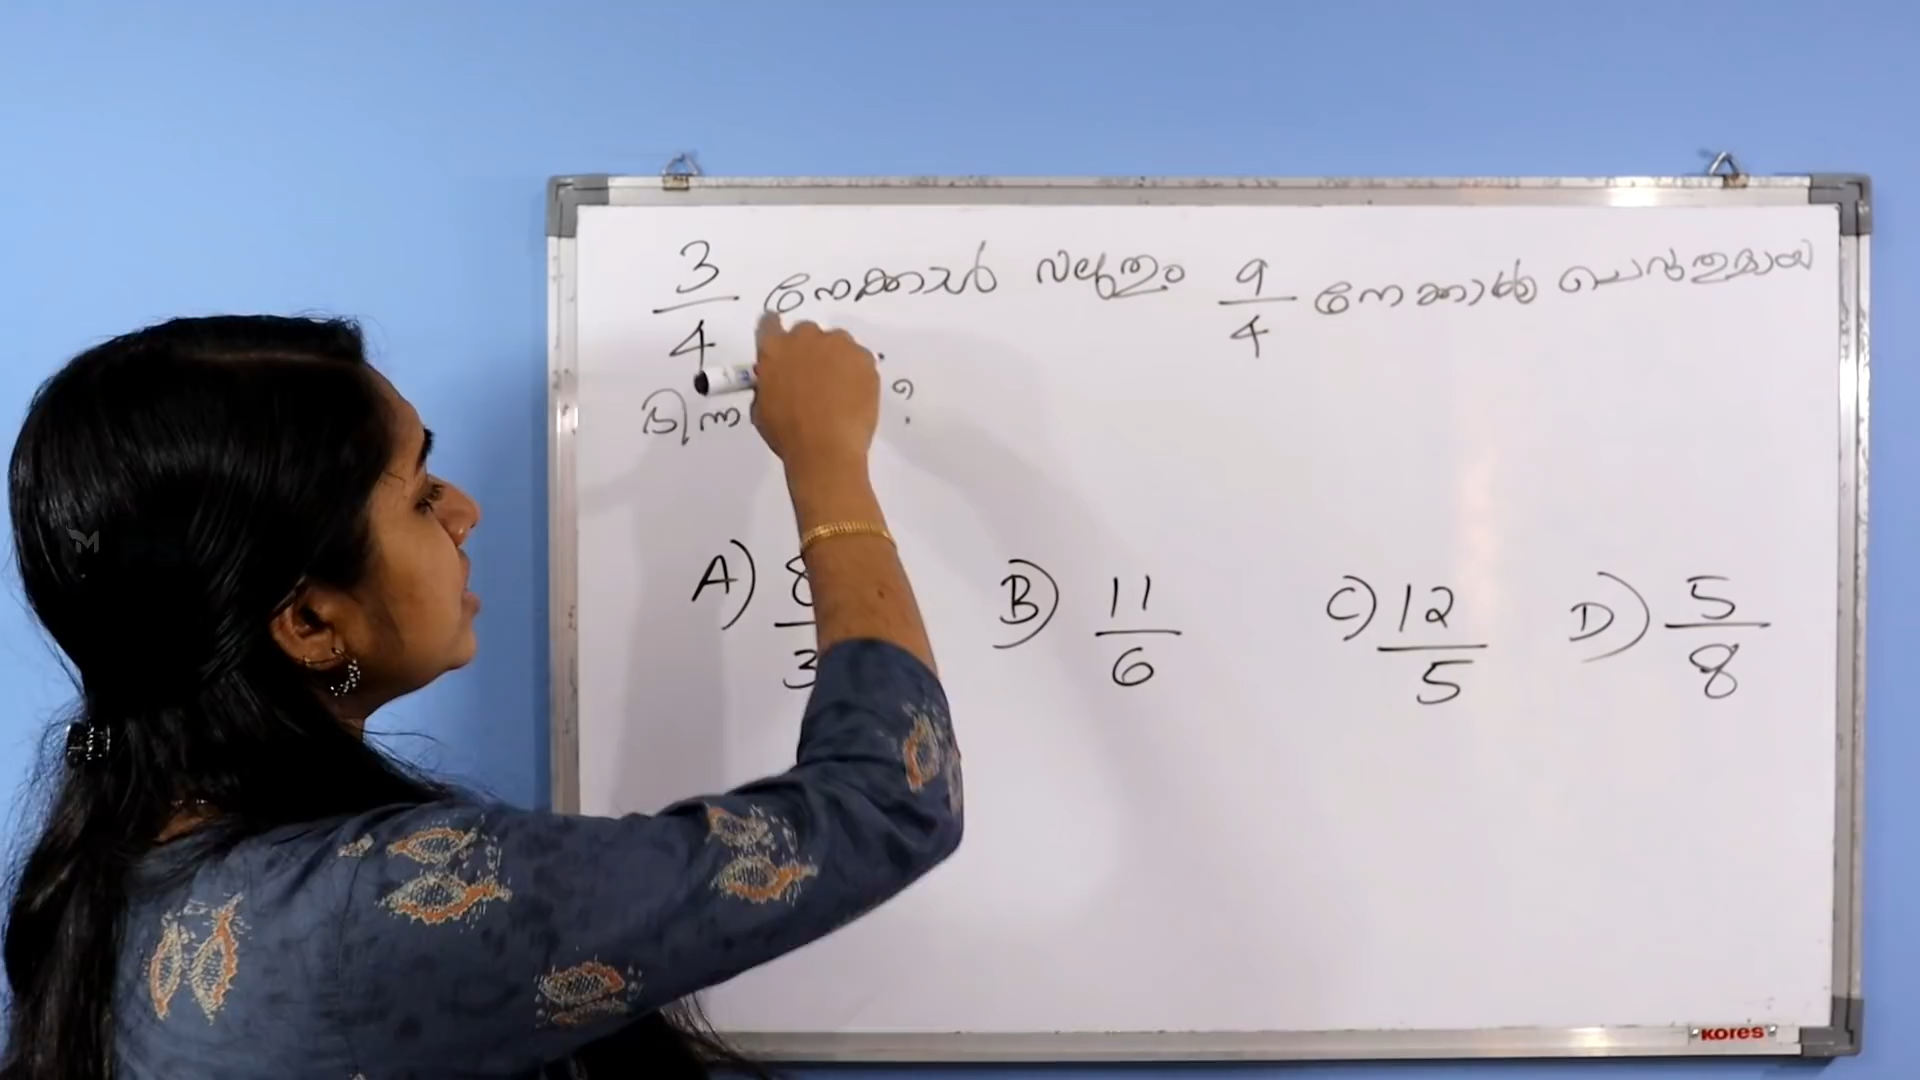 3/4 നേക്കാൾ വലുതും 9/4 നേക്കാൾ ചെറുതുമായ
ഭിന്ന ?
A) 8/3 B) 11/6 C) 12/5 D) 5/8
KORES
M